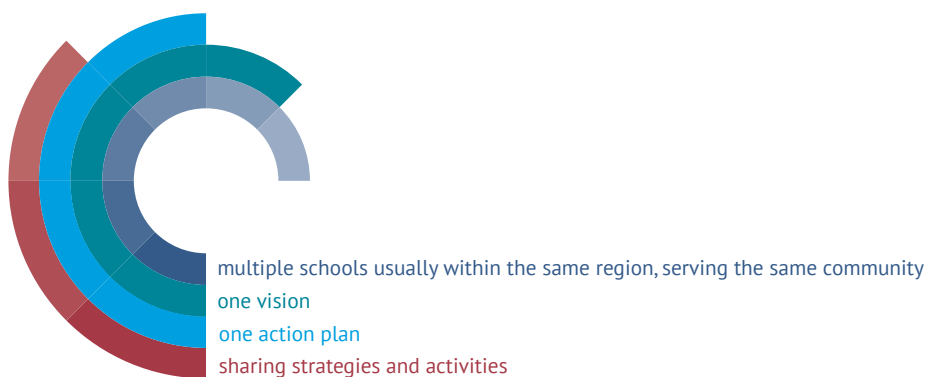 multiple schools usually within the same region, serving the same community
one vision
one action plan
sharing strategies and activities